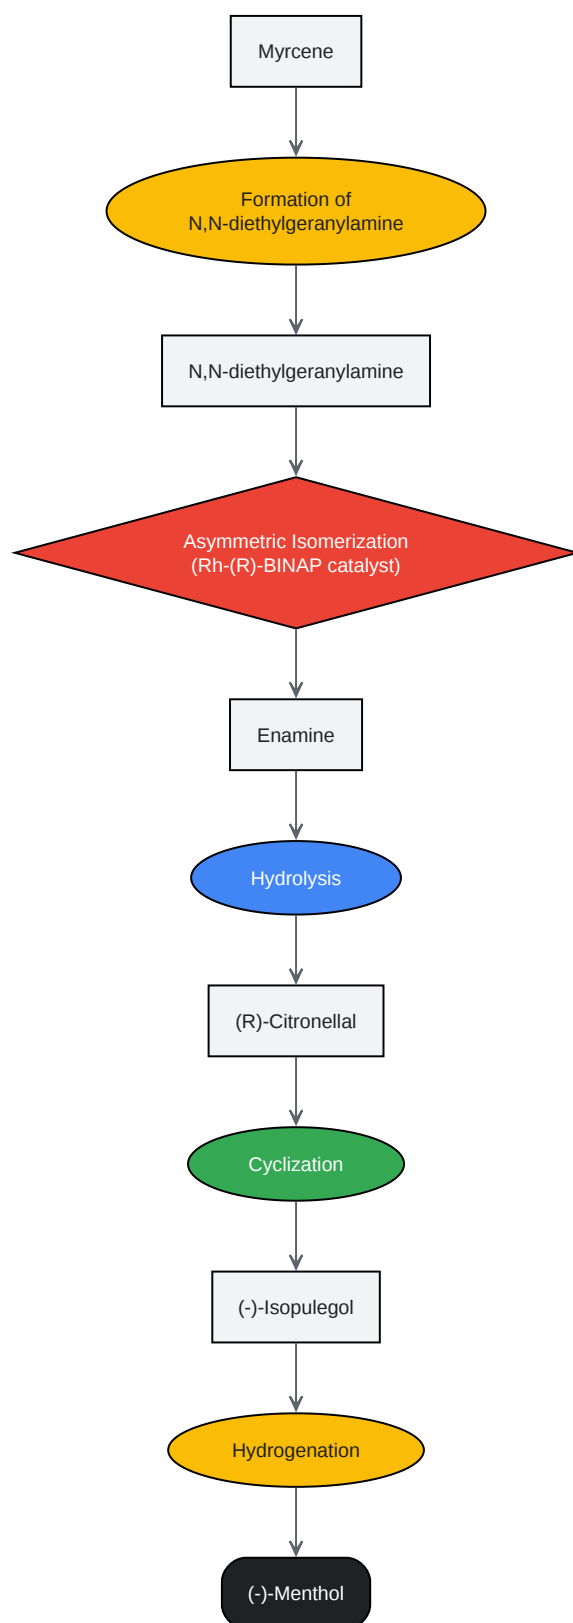 Myrcene
Formation of
N,N-diethylgeranylamine
N,N-diethylgeranylamine
Asymmetric Isomerization
(Rh-(R)-BINAP catalyst)
Enamine
Hydrolysis
(R)-Citronellal
Cyclization
(-)-Isopulegol
Hydrogenation
(-)-Menthol